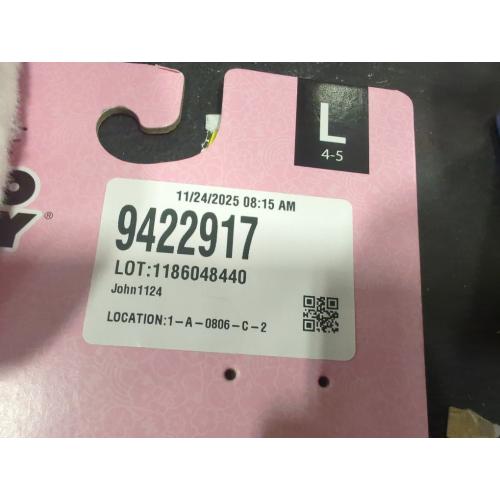 L
4-5
11/24/2025 08:15 AM
9422917
LOT:1186048440
John1124
LOCATION:1-A-0806-C-2